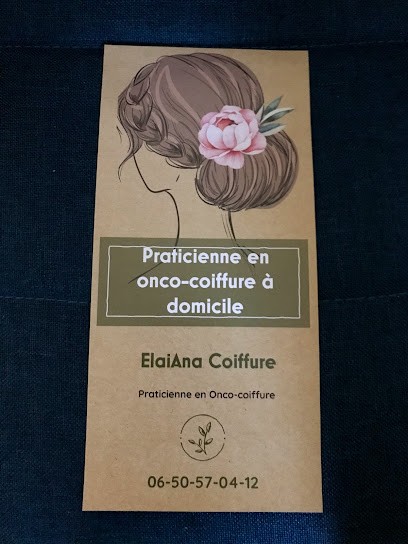 Praticienne en
onco-coiffure à
domicile
ElaiAna Coiffure
Praticienne en Onco-coiffure
06-50-57-04-12